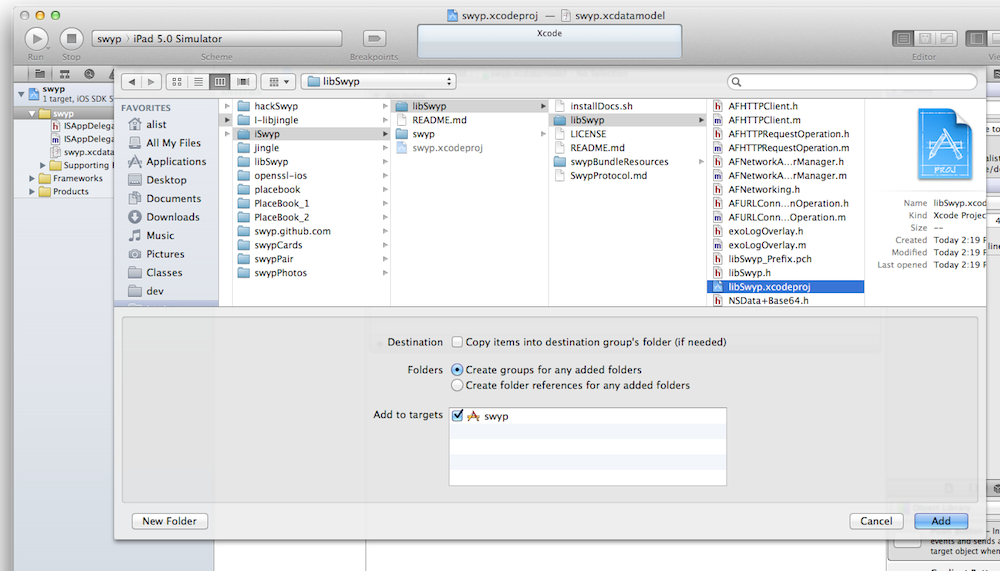 swyp.xcodeproj — swyp.xcdatamodel
swyp › iPad 5.0 Simulator
Xcode
Run Stop Scheme Breakpoints Editor
swyp
1 target, iOS SDK
libSwyp
swyp
ISAppDelega
ISAppDelega
swyp.xcdata
Supporting
Frameworks
Products
FAVORITES
alist
All My Files
Applications
Desktop
Documents
Downloads
Music
Pictures
Classes
dev
hackSwyp
l-libjingle
iSwyp
jingle
libSwyp
openssl-ios
placebook
PlaceBook_1
PlaceBook_2
swyp.github.com
swypCards
swypPair
swypPhotos
libSwyp
README.md
swyp
swyp.xcodeproj
installDocs.sh
libSwyp
LICENSE
README.md
swypBundleResources
SwypProtocol.md
AFHTTPClient.h
AFHTTPClient.m
AFHTTPRequestOperation.h
AFHTTPRequestOperation.m
AFNetworkA...rManager.h
AFNetworkA...rManager.m
AFNetworking.h
AFURLConn...nOperation.h
AFURLConn...Operation.m
exoLogOverlay.h
exoLogOverlay.m
libSwyp_Prefix.pch
libSwyp.h
libSwyp.xcodeproj
NSData+Base64.h
PROJ
Name libSwyp.xcod
Kind Xcode Projec
Size --
Created Today 2:19 P
Modified Today 2:19 P
Last opened Today 2:19 P
Destination Copy items into destination group's folder (if needed)
Folders Create groups for any added folders
Create folder references for any added folders
Add to targets swyp
New Folder Cancel Add
events and sends a
target object when